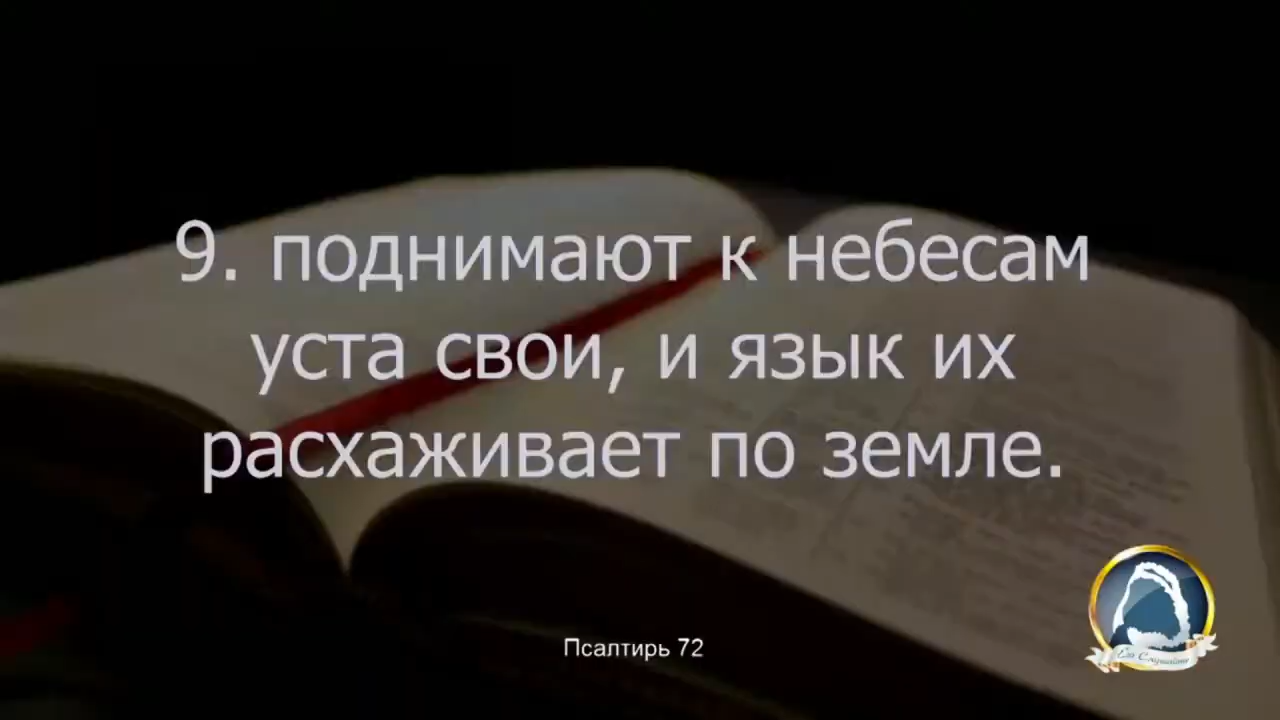 9. поднимают к небесам
уста свои, и язык их
расхаживает по земле.
Псалтирь 72